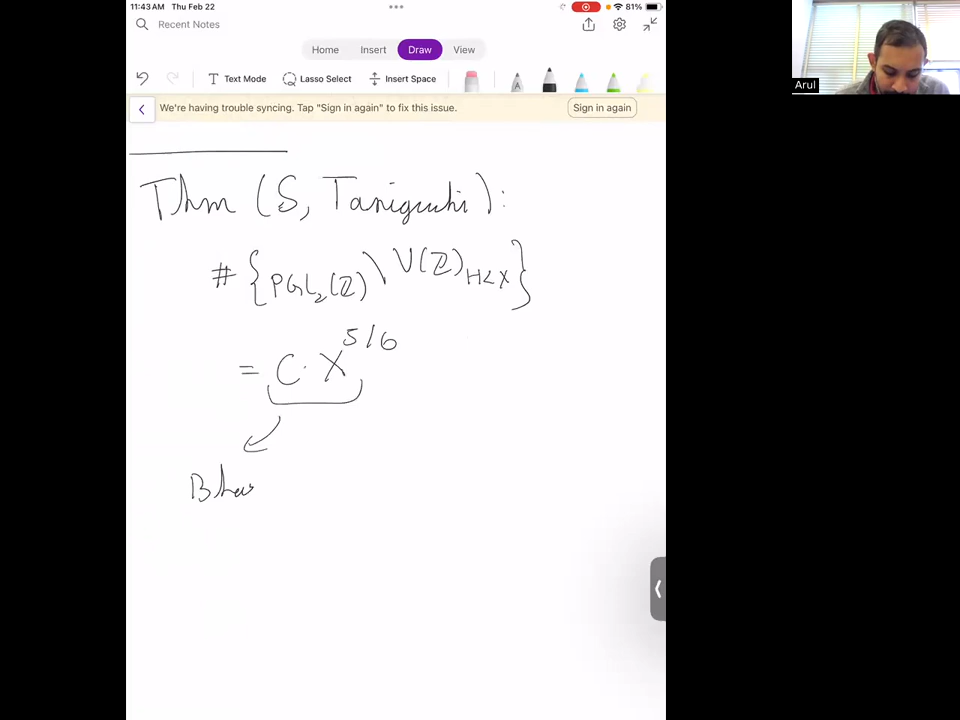 11:43 AM Thu Feb 22
81%
Recent Notes
Home Insert Draw View
Text Mode Lasso Select Insert Space A
We're having trouble syncing. Tap "Sign in again" to fix this issue. Sign in again
Arul
Thm (S, Taniguchi):
# {PGL₂(ℤ)\V(ℤ)_{H<X}}
= C · X^{5/6}
Bhar